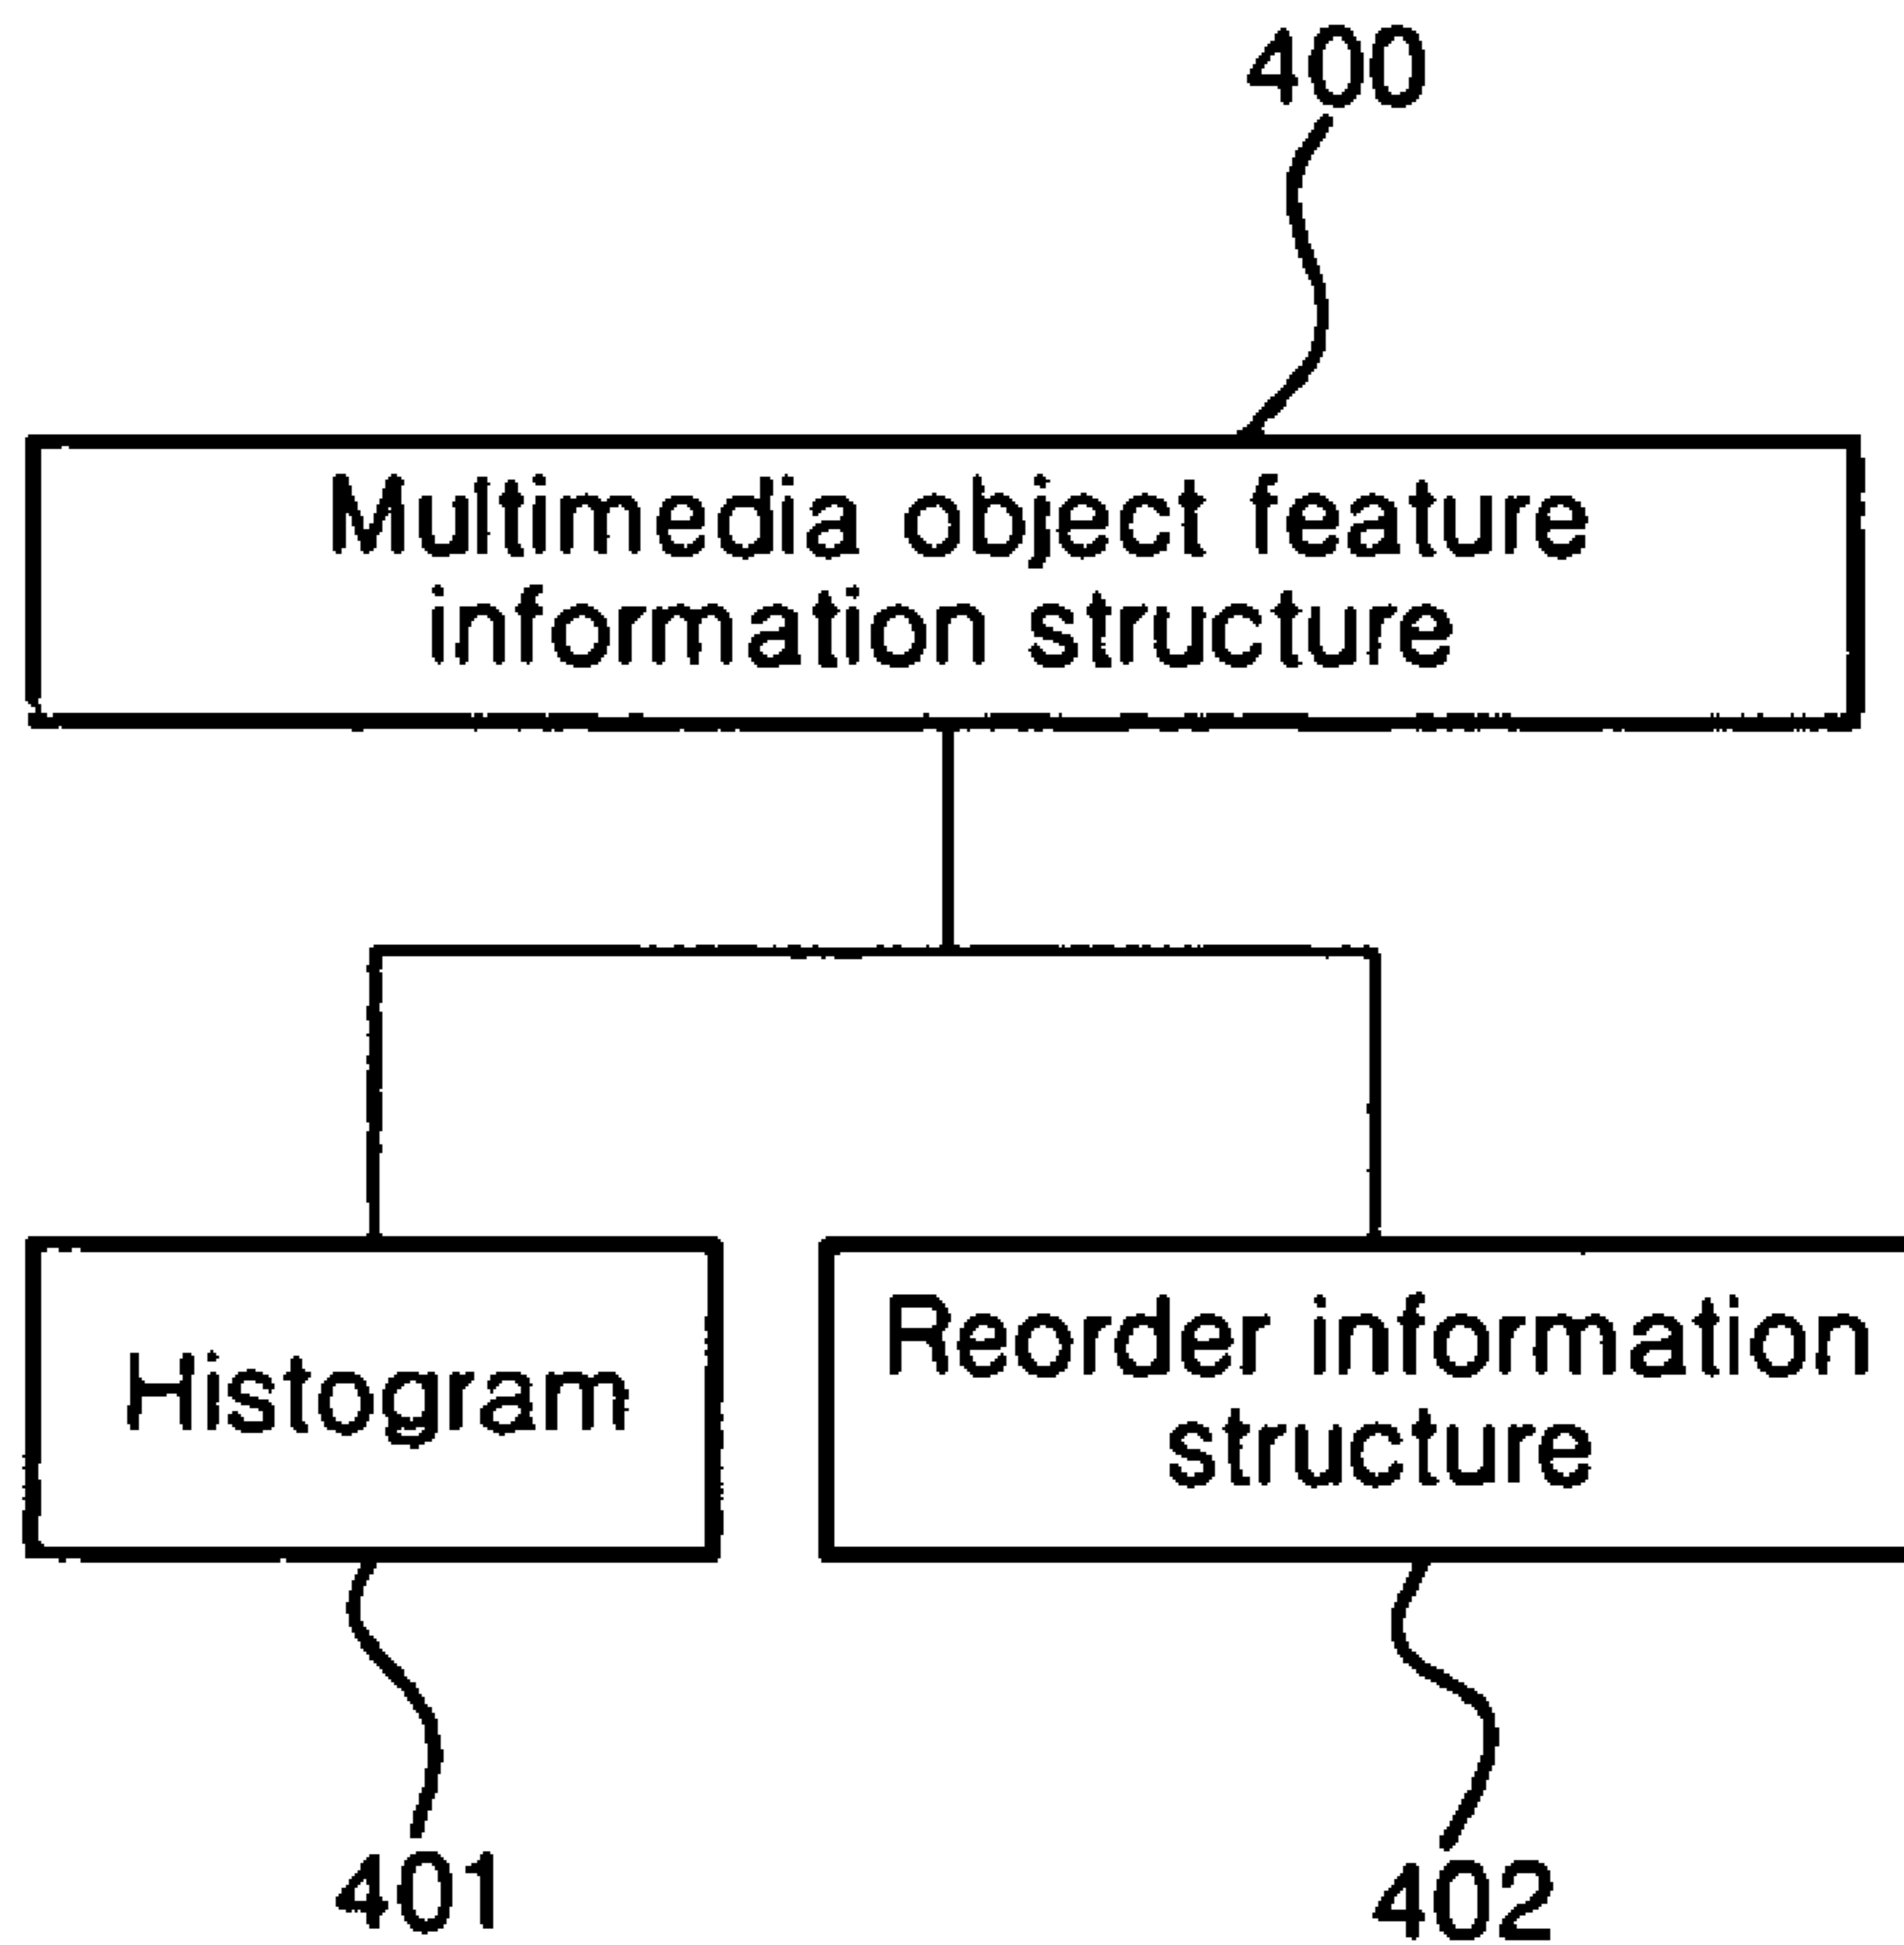 400
Multimedia object feature
information structure
Histogram
Reorder information
structure
401
402